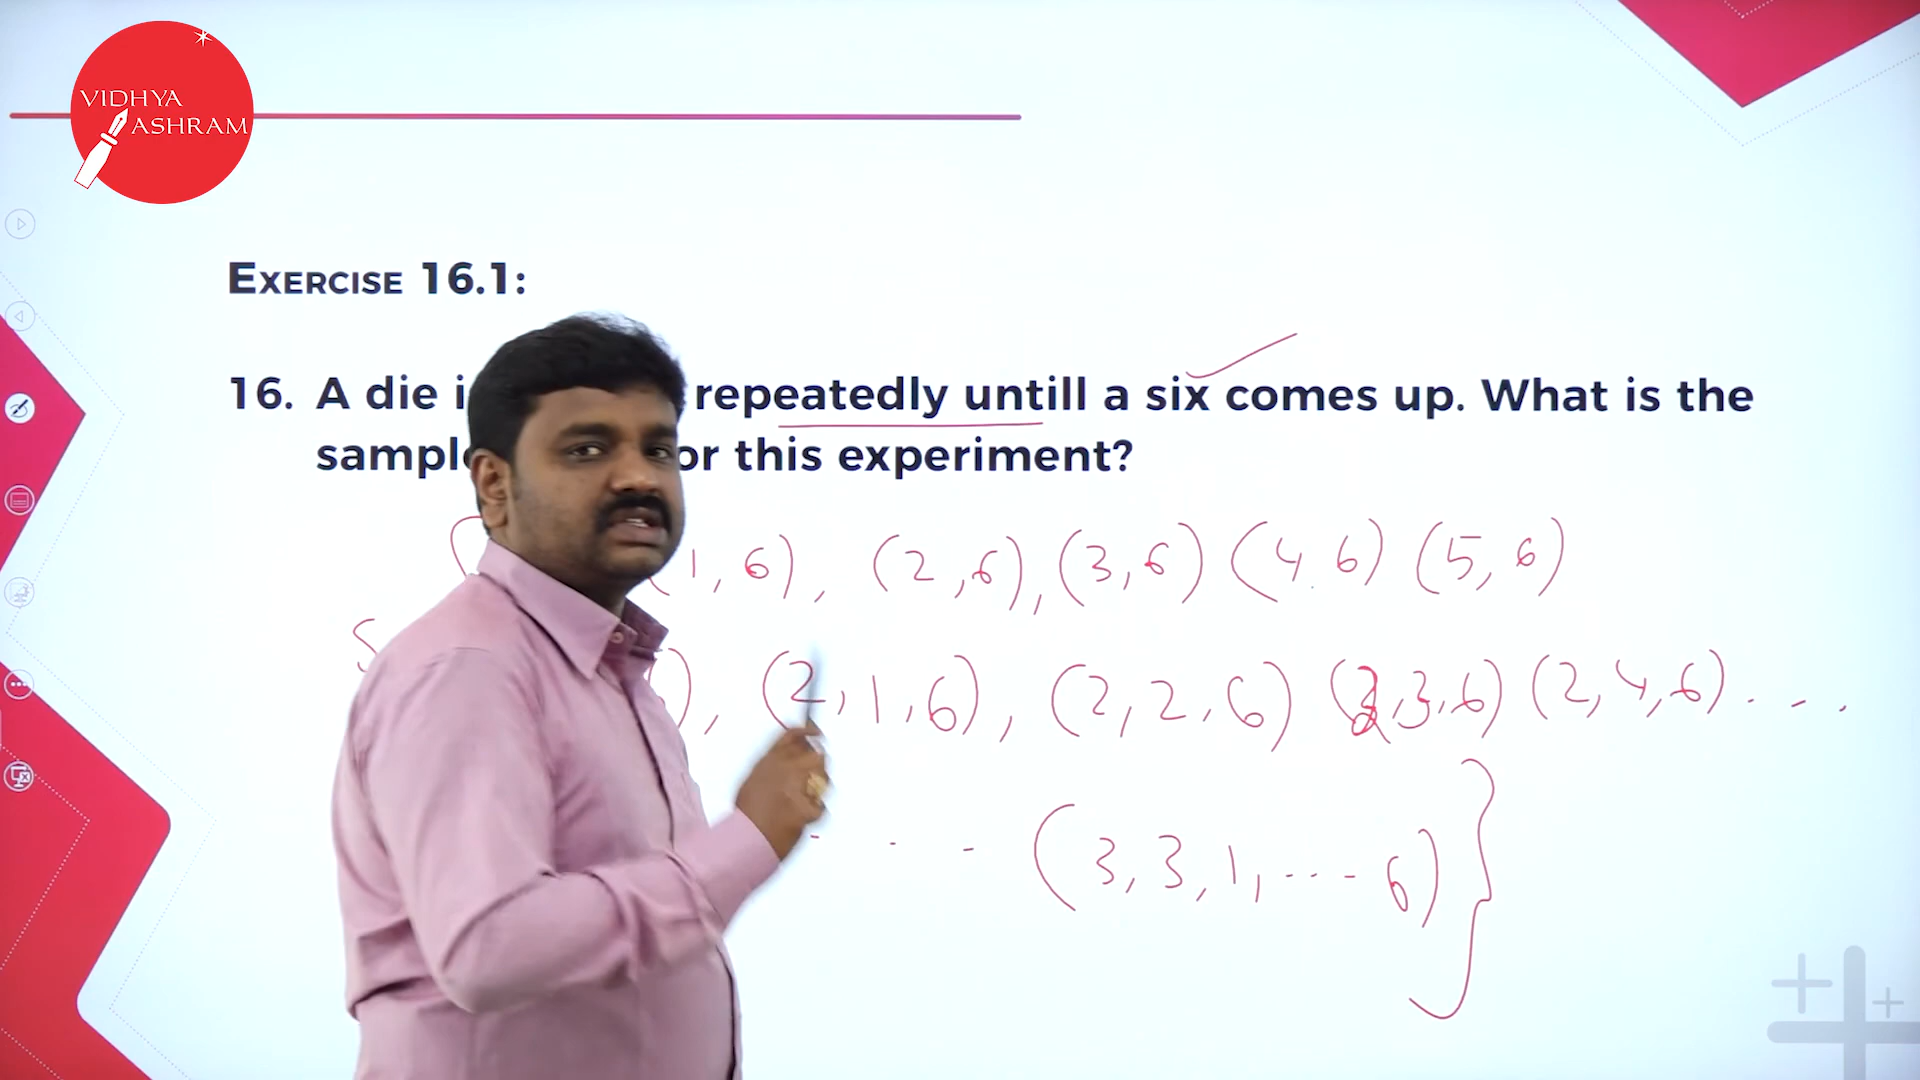 VIDHYA
ASHRAM
EXERCISE 16.1:
16. A die i repeatedly untill a six comes up. What is the
sampl or this experiment?
1, 6), (2,6), (3,6) (4 6) (5, 6)
S
), (2,1,6), (2,2,6) (2,3,6) (2,4,6)....
- - - (3,3,1,---6)}